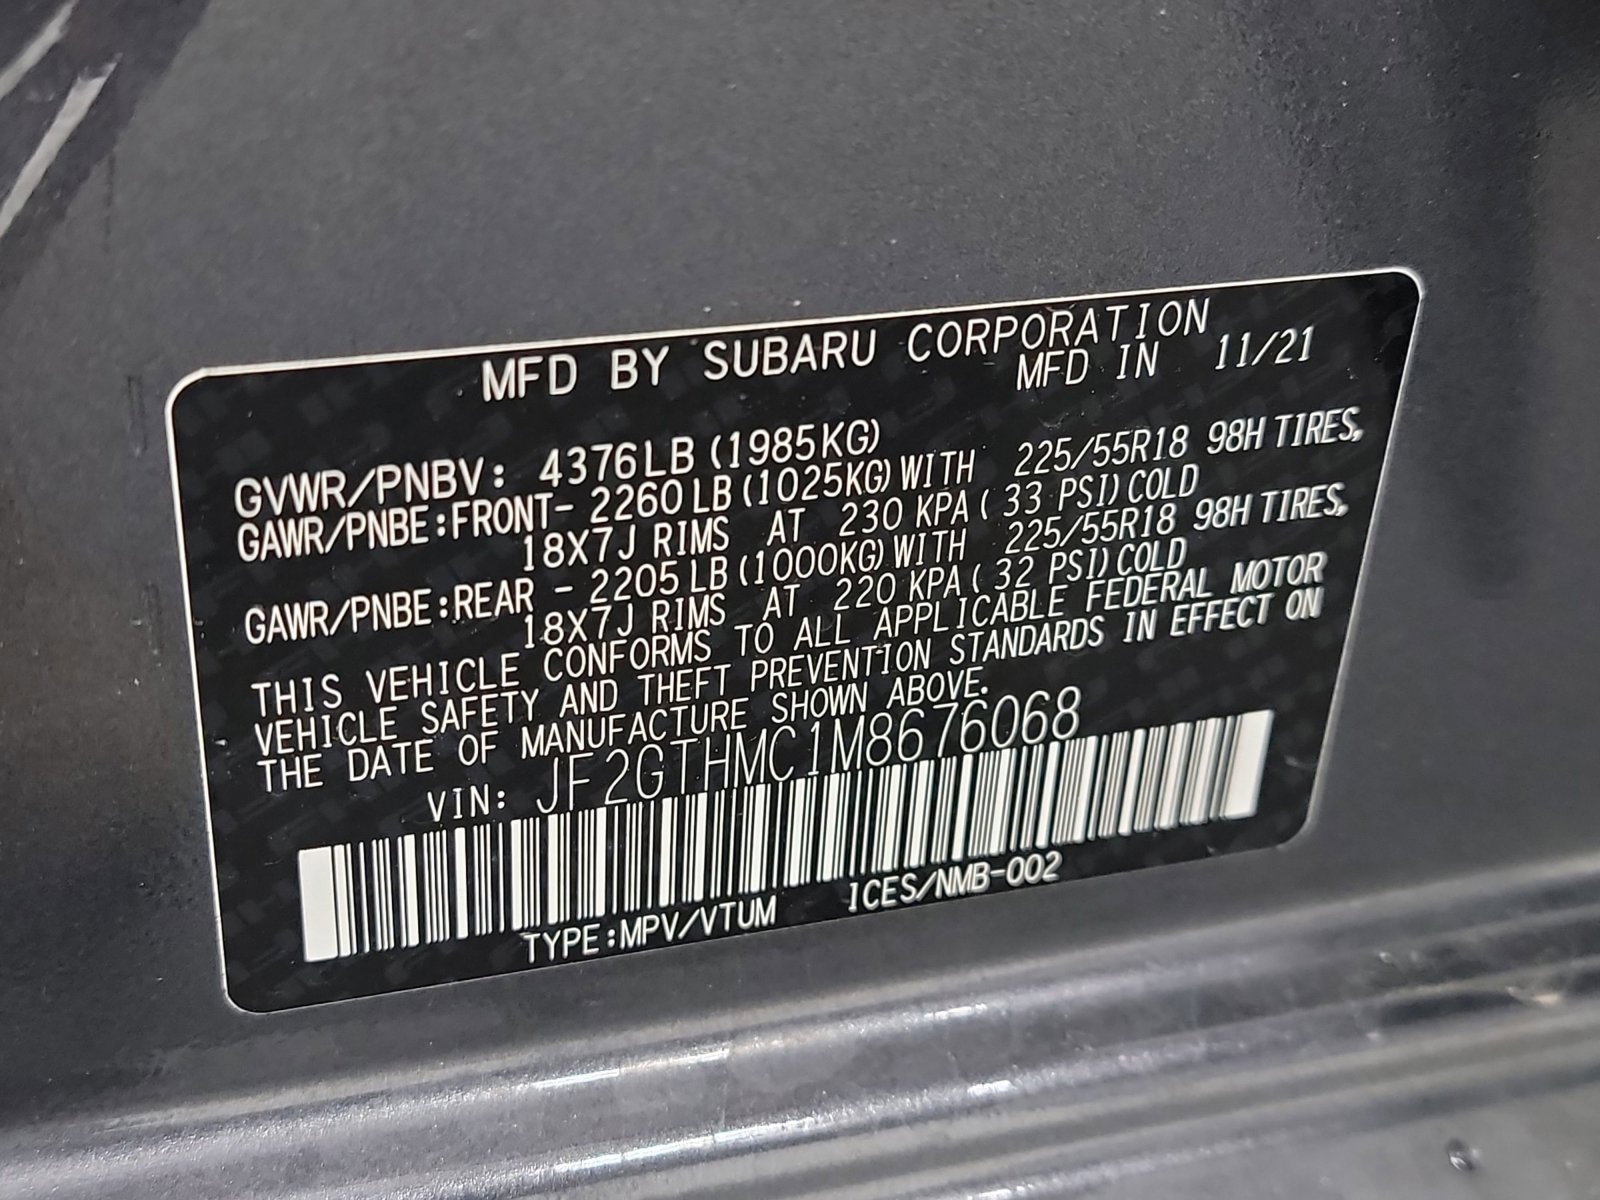 MFD BY SUBARU CORPORATION
MFD IN 11/21
GVWR/PNBV: 4376LB (1985KG)
GAWR/PNBE:FRONT- 2260 LB (1025KG) WITH 225/55R18 98H TIRES,
18X7J RIMS AT 230 KPA ( 33 PSI) COLD
GAWR/PNBE:REAR - 2205 LB (1000KG) WITH 225/55R18 98H TIRES,
18X7J RIMS AT 220 KPA ( 32 PSI) COLD
THIS VEHICLE CONFORMS TO ALL APPLICABLE FEDERAL MOTOR
VEHICLE SAFETY AND THEFT PREVENTION STANDARDS IN EFFECT ON
THE DATE OF MANUFACTURE SHOWN ABOVE.
VIN: JF2GTHMC1M8676068
TYPE:MPV/VTUM ICES/NMB-002